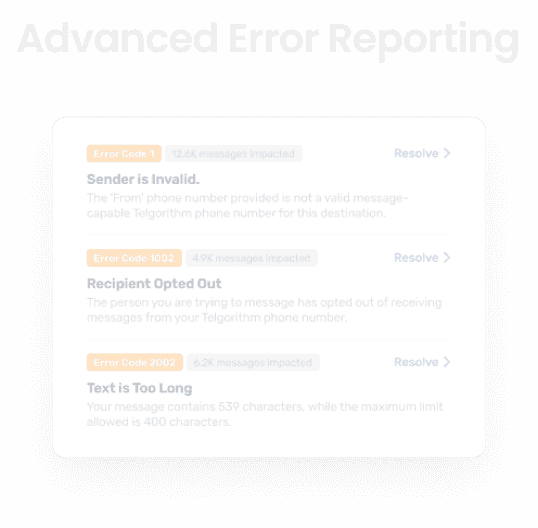 Advanced Error Reporting
Error Code 1 12.6K messages impacted Resolve
Sender is Invalid.
The 'From' phone number provided is not a valid message-
capable Telgorithm phone number for this destination.
Error Code 1002 4.9K messages impacted Resolve
Recipient Opted Out
The person you are trying to message has opted out of receiving
messages from your Telgorithm phone number.
Error Code 2002 6.2K messages impacted Resolve
Text is Too Long
Your message contains 539 characters, while the maximum limit
allowed is 400 characters.